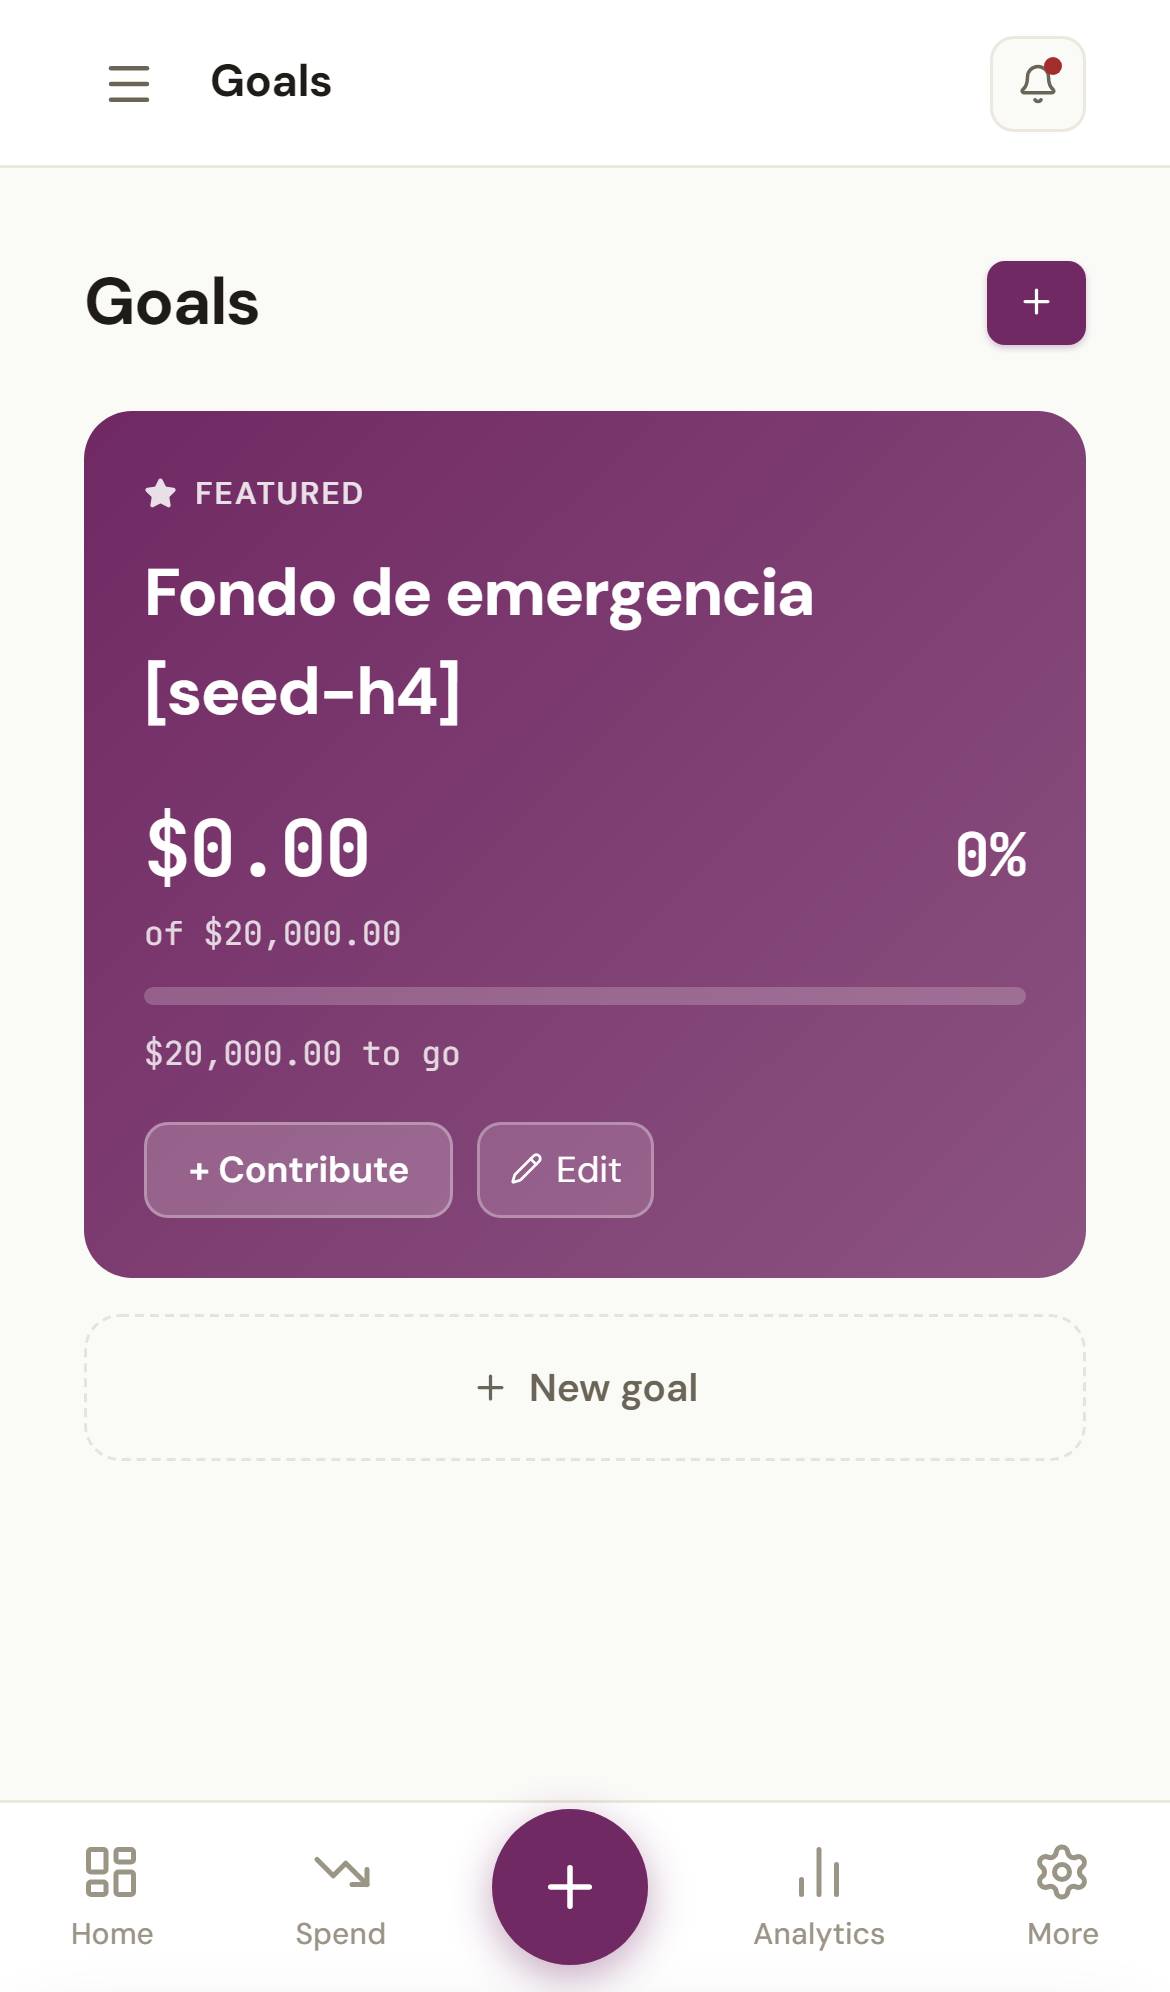 Goals
Goals
FEATURED
Fondo de emergencia
[seed-h4]
$0.00
0%
of $20,000.00
$20,000.00 to go
+ Contribute
Edit
+ New goal
Home
Spend
Analytics
More